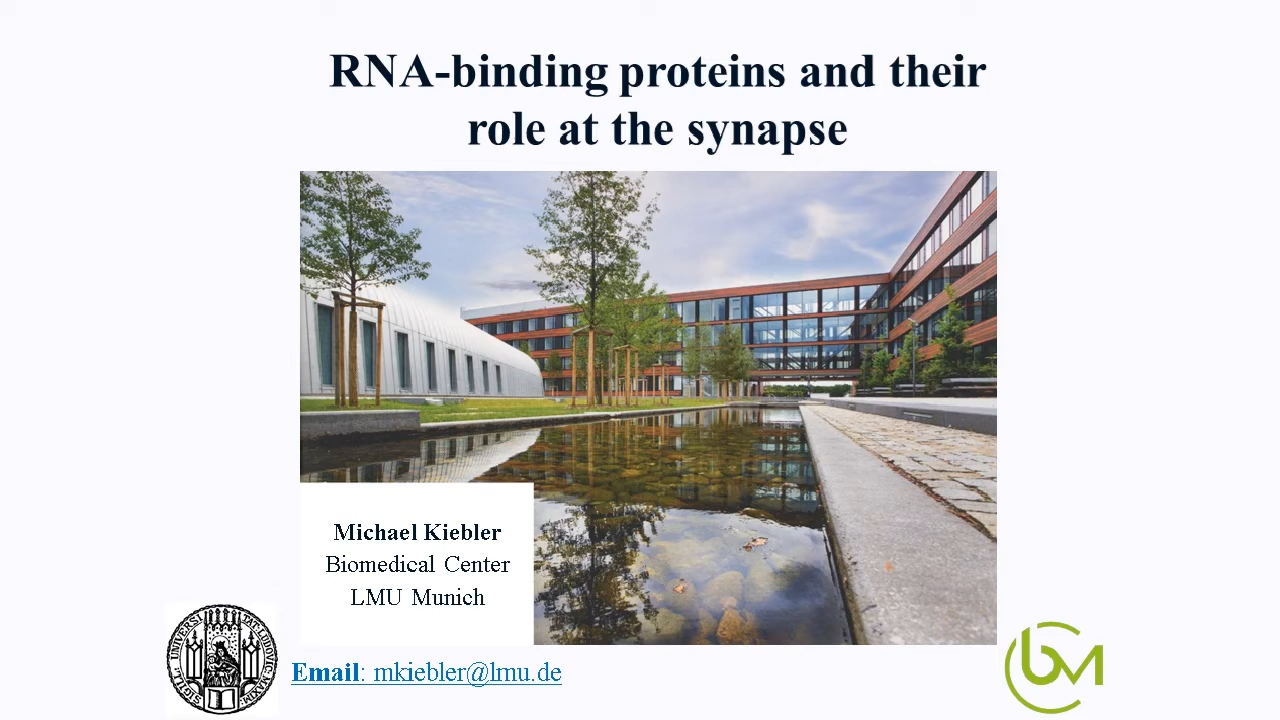 RNA-binding proteins and their
role at the synapse
Michael Kiebler
Biomedical Center
LMU Munich
Email: mkiebler@lmu.de
BM